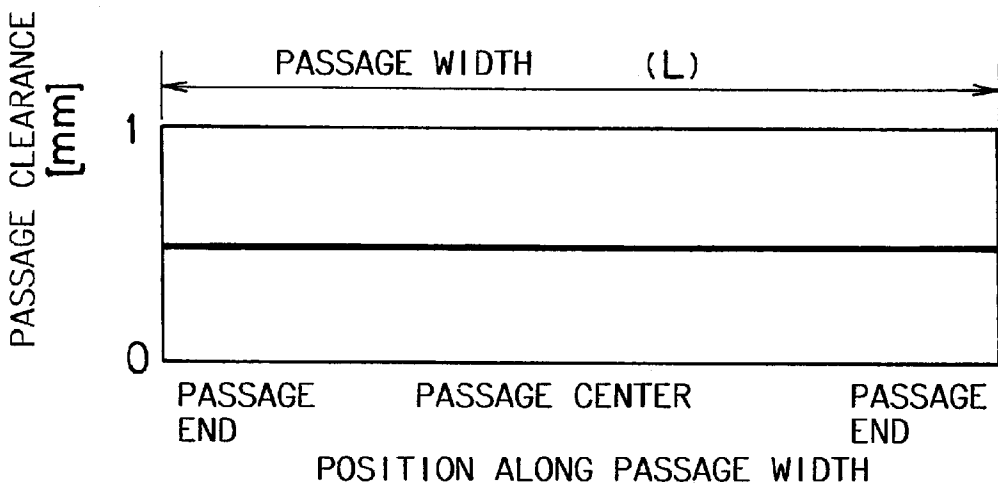 PASSAGE CLEARANCE
[mm]
PASSAGE WIDTH (L)
1
0
PASSAGE END
PASSAGE CENTER
PASSAGE END
POSITION ALONG PASSAGE WIDTH